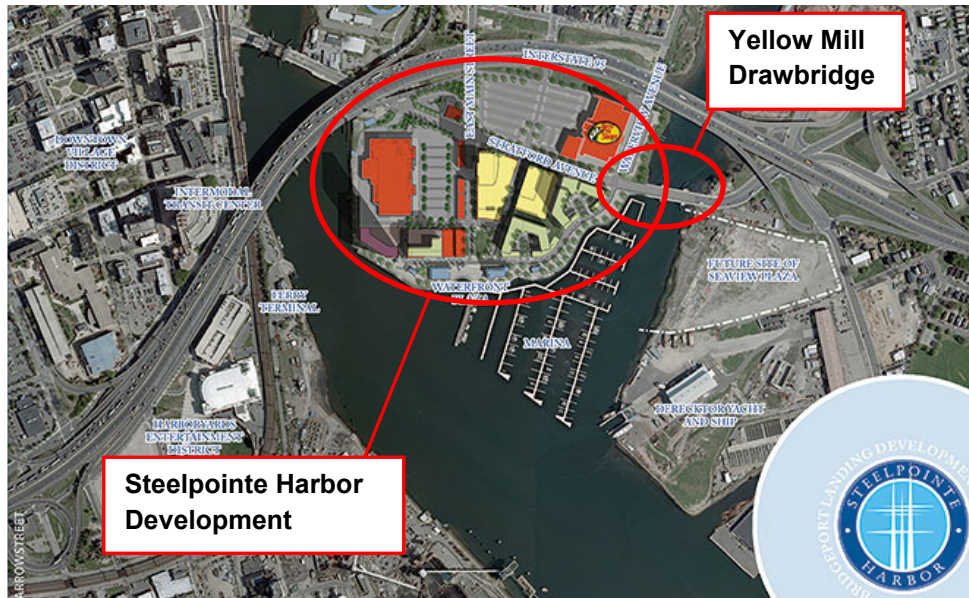 Yellow Mill
Drawbridge
EAST MAIN STREET
INTERSTATE 95
WATERVIEW AVENUE
DOWNTOWN
VILLAGE
DISTRICT
STRATFORD AVENUE
INTERMODAL
TRANSIT CENTER
FUTURE SITE OF
SEAVIEW PLAZA
FERRY
TERMINAL
WATERFRONT
PLAZA
MARINA
DERECKTOR YACHT
AND SHIP
HARBORYARDS
ENTERTAINMENT
DISTRICT
Steelpointe Harbor
Development
BRIDGEPORT LANDING DEVELOPME
STEELPOINTE
HARBOR
ARROWSTREET